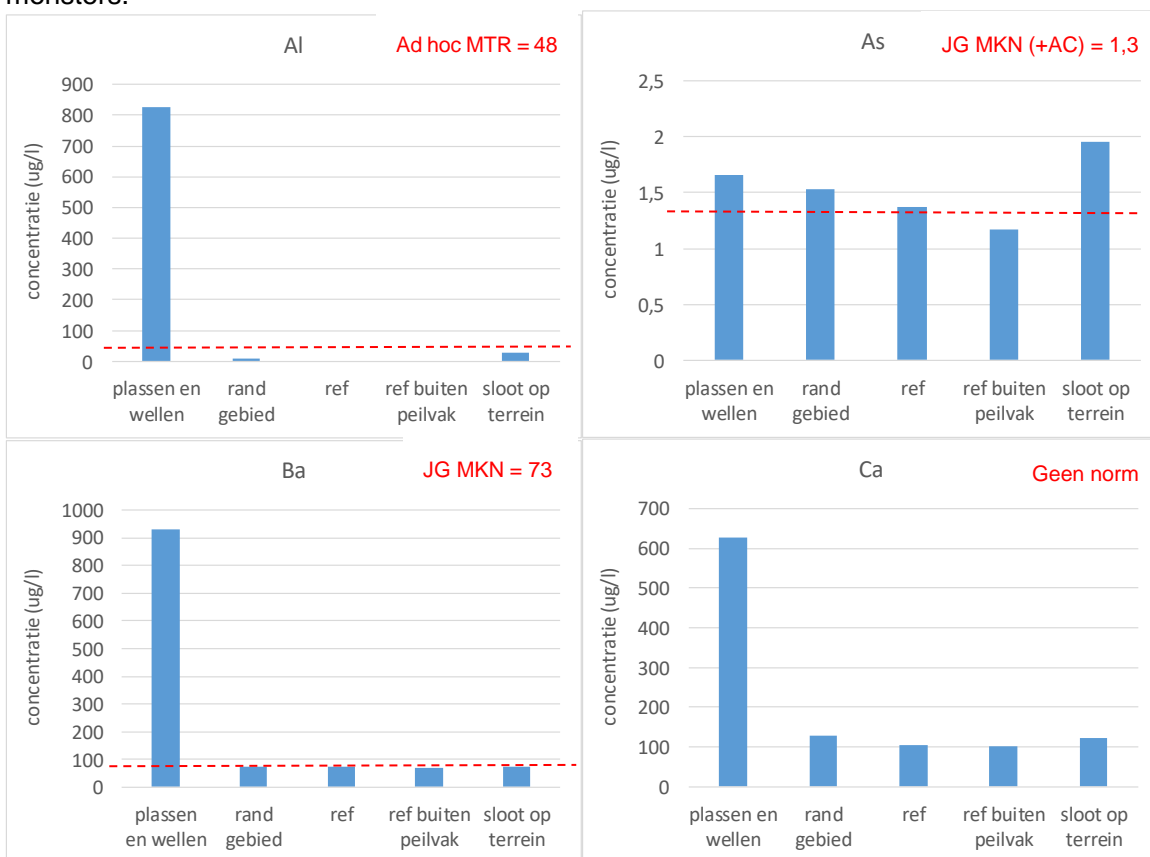 monsters.
Al
Ad hoc MTR = 48
concentratie (ug/l)
900
800
700
600
500
400
300
200
100
0
plassen en
wellen
rand
gebied
ref
ref buiten
peilvak
sloot op
terrein
As
JG MKN (+AC) = 1,3
concentratie (ug/l)
2,5
2
1,5
1
0,5
0
plassen en
wellen
rand
gebied
ref
ref buiten
peilvak
sloot op
terrein
Ba
JG MKN = 73
concentratie (ug/l)
1000
900
800
700
600
500
400
300
200
100
0
plassen
en wellen
rand
gebied
ref
ref buiten
peilvak
sloot op
terrein
Ca
Geen norm
concentratie (ug/l)
700
600
500
400
300
200
100
0
plassen en
wellen
rand
gebied
ref
ref buiten
peilvak
sloot op
terrein